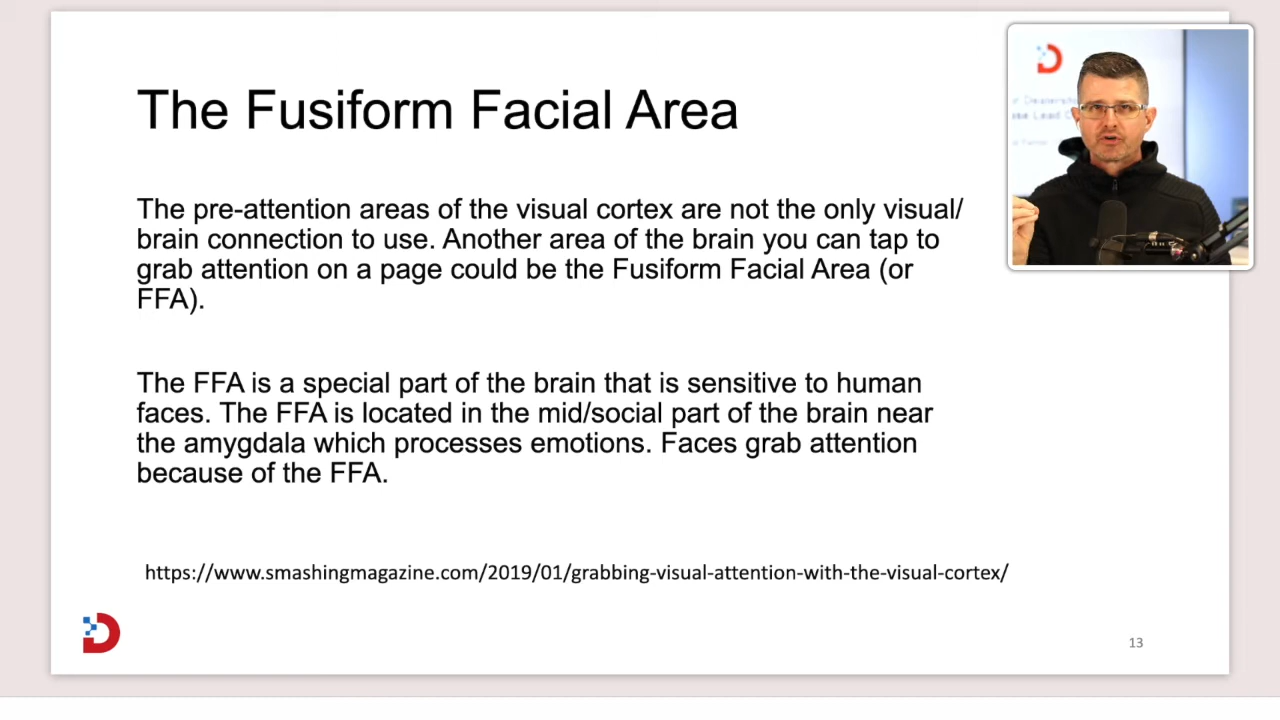 The Fusiform Facial Area
The pre-attention areas of the visual cortex are not the only visual/
brain connection to use. Another area of the brain you can tap to
grab attention on a page could be the Fusiform Facial Area (or
FFA).
The FFA is a special part of the brain that is sensitive to human
faces. The FFA is located in the mid/social part of the brain near
the amygdala which processes emotions. Faces grab attention
because of the FFA.
https://www.smashingmagazine.com/2019/01/grabbing-visual-attention-with-the-visual-cortex/
13